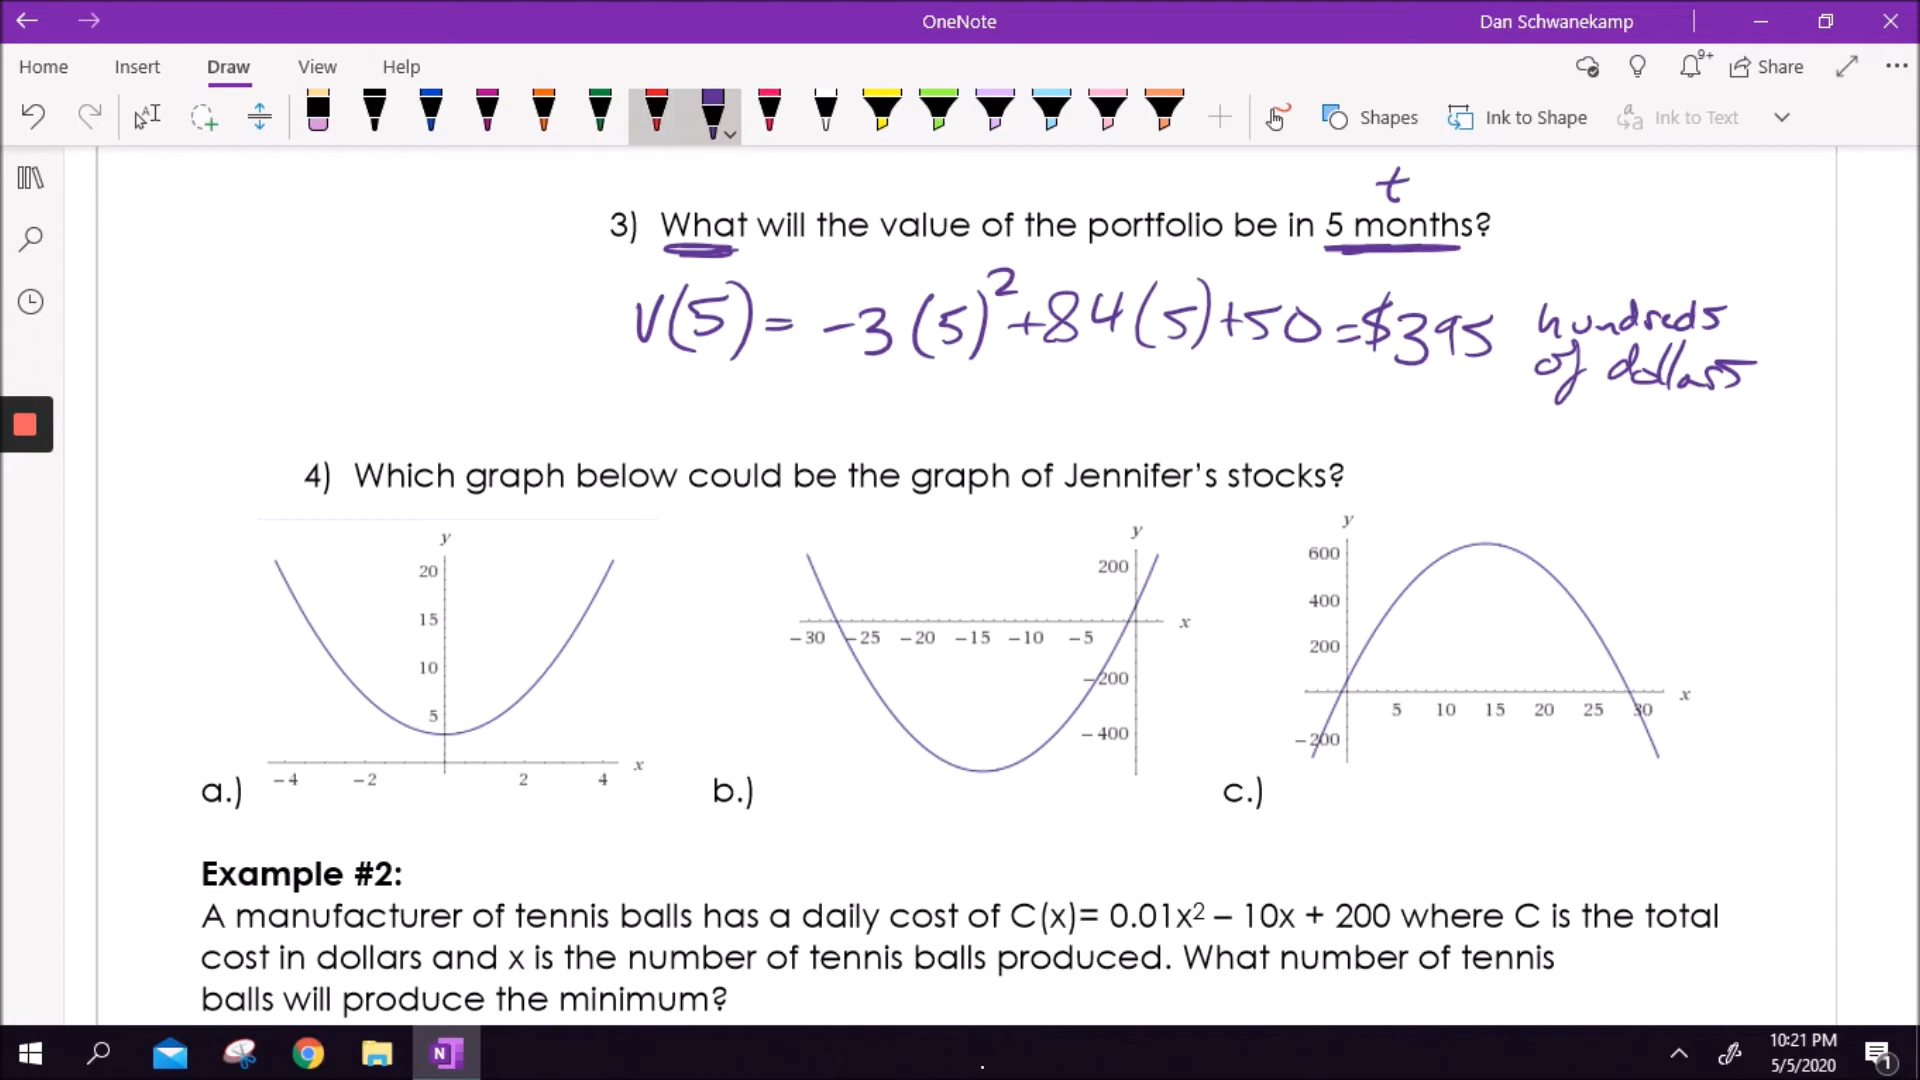 OneNote
Dan Schwanekamp
Home Insert Draw View Help
9+ Share
Shapes Ink to Shape Ink to Text
t
3) What will the value of the portfolio be in 5 months?
V(5) = -3(5)²+84(5)+50=$395 hundreds
of dollars
4) Which graph below could be the graph of Jennifer's stocks?
y
20
15
10
5
-4 -2 2 4 x
a.)
y
200
-30 -25 -20 -15 -10 -5 x
-200
-400
b.)
y
600
400
200
5 10 15 20 25 30 x
-200
c.)
Example #2:
A manufacturer of tennis balls has a daily cost of C(x)= 0.01x² – 10x + 200 where C is the total
cost in dollars and x is the number of tennis balls produced. What number of tennis
balls will produce the minimum?
10:21 PM
5/5/2020
1